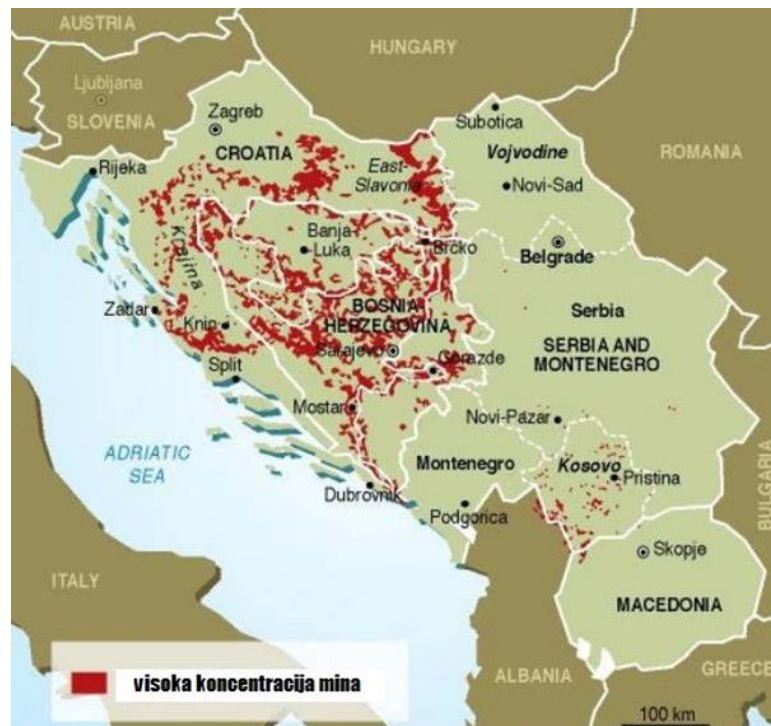 AUSTRIA
HUNGARY
Ljubljana
SLOVENIA
Zagreb
CROATIA
Subotica
Vojvodine
ROMANIA
Rijeka
East-
Slavonia
Novi-Sad
Banja
Luka
Brčko
Belgrade
Krajina
BOSNIA
HERZEGOVINA
Serbia
Zadar
Knin
Sarajevo
Gorazde
SERBIA AND
MONTENEGRO
Split
Mostar
Novi-Pazar
ADRIATIC
SEA
Montenegro
Kosovo
Pristina
BULGARIA
Dubrovnik
Podgorica
Skopje
ITALY
MACEDONIA
visoka koncentracija mina
ALBANIA
GREECE
100 km